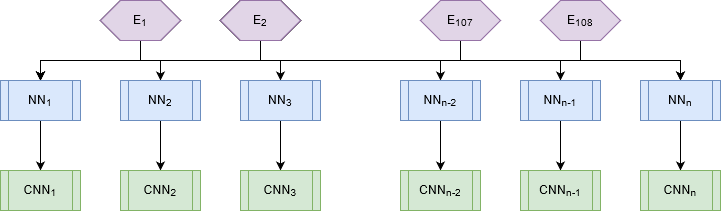 E₁ E₂ E₁₀₇ E₁₀₈
NN₁ NN₂ NN₃ NNₙ₋₂ NNₙ₋₁ NNₙ
CNN₁ CNN₂ CNN₃ CNNₙ₋₂ CNNₙ₋₁ CNNₙ